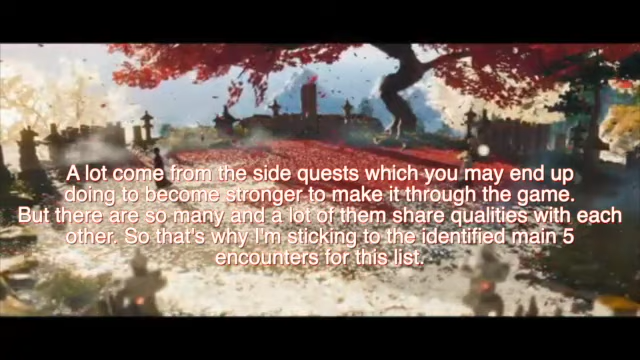 A lot come from the side quests which you may end up
doing to become stronger to make it through the game.
But there are so many and a lot of them share qualities with each
other. So that's why I'm sticking to the identified main 5
encounters for this list.